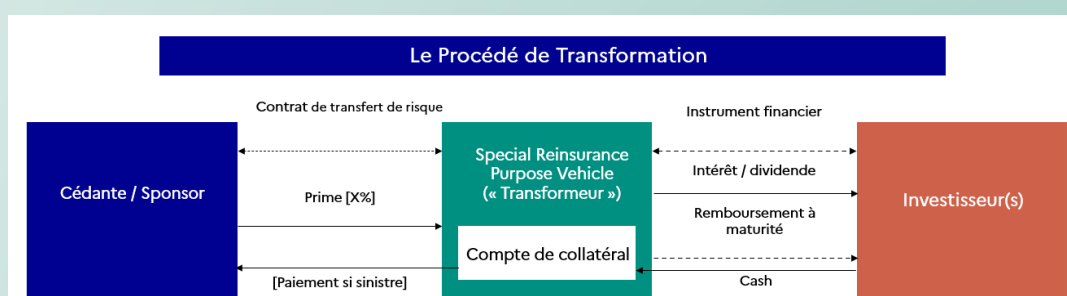 Le Procédé de Transformation
Contrat de transfert de risque
Instrument financier
Cédante / Sponsor
Prime [X%]
[Paiement si sinistre]
Special Reinsurance
Purpose Vehicle
(« Transformeur »)
Compte de collatéral
Intérêt / dividende
Remboursement à
maturité
Cash
Investisseur(s)